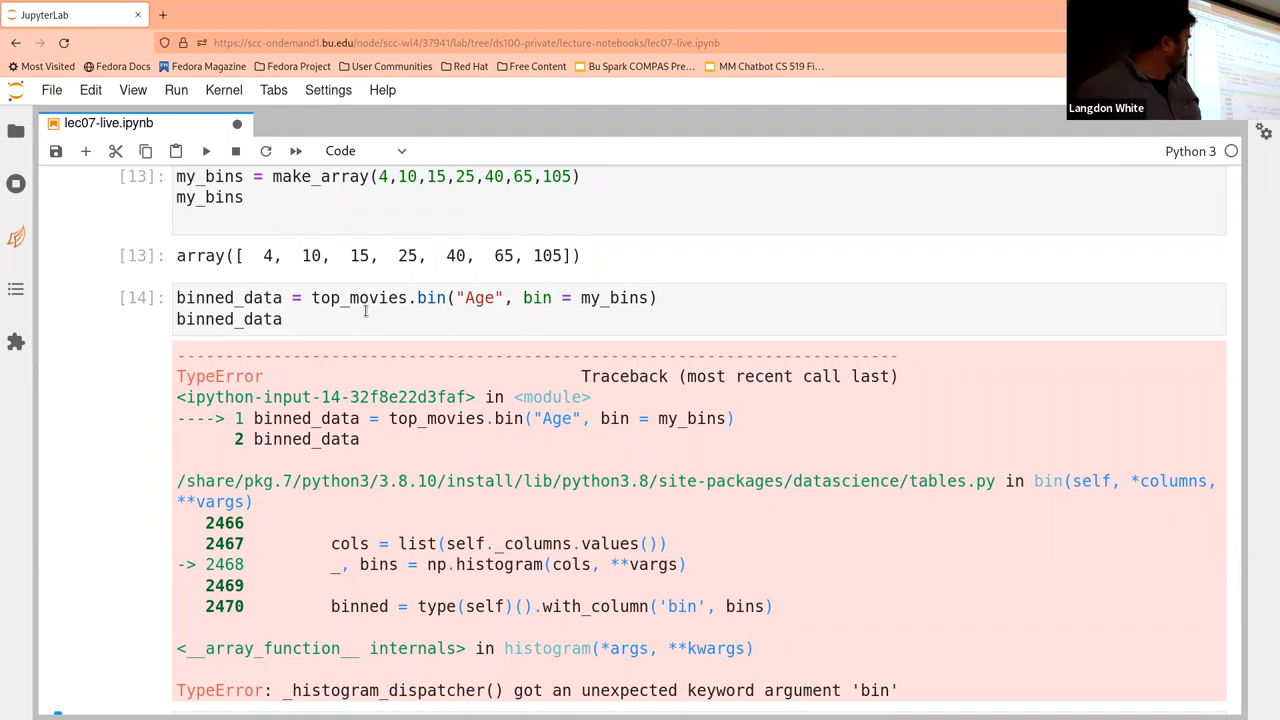 JupyterLab
https://scc-ondemand1.bu.edu/node/scc-wl4/37941/lab/tree/ds100-private/lecture-notebooks/lec07-live.ipynb
Most Visited Fedora Docs Fedora Magazine Fedora Project User Communities Red Hat Free Content Bu Spark COMPAS Pre... MM Chatbot CS 519 Fi...
Langdon White
File Edit View Run Kernel Tabs Settings Help
lec07-live.ipynb
Code Python 3
[13]: my_bins = make_array(4,10,15,25,40,65,105)
my_bins
[13]: array([  4,  10,  15,  25,  40,  65, 105])
[14]: binned_data = top_movies.bin("Age", bin = my_bins)
binned_data
---------------------------------------------------------------------------
TypeError                                 Traceback (most recent call last)
<ipython-input-14-32f8e22d3faf> in <module>
----> 1 binned_data = top_movies.bin("Age", bin = my_bins)
      2 binned_data
/share/pkg.7/python3/3.8.10/install/lib/python3.8/site-packages/datascience/tables.py in bin(self, *columns,
**vargs)
   2466
   2467         cols = list(self._columns.values())
-> 2468         _, bins = np.histogram(cols, **vargs)
   2469
   2470         binned = type(self)().with_column('bin', bins)
<__array_function__ internals> in histogram(*args, **kwargs)
TypeError: _histogram_dispatcher() got an unexpected keyword argument 'bin'